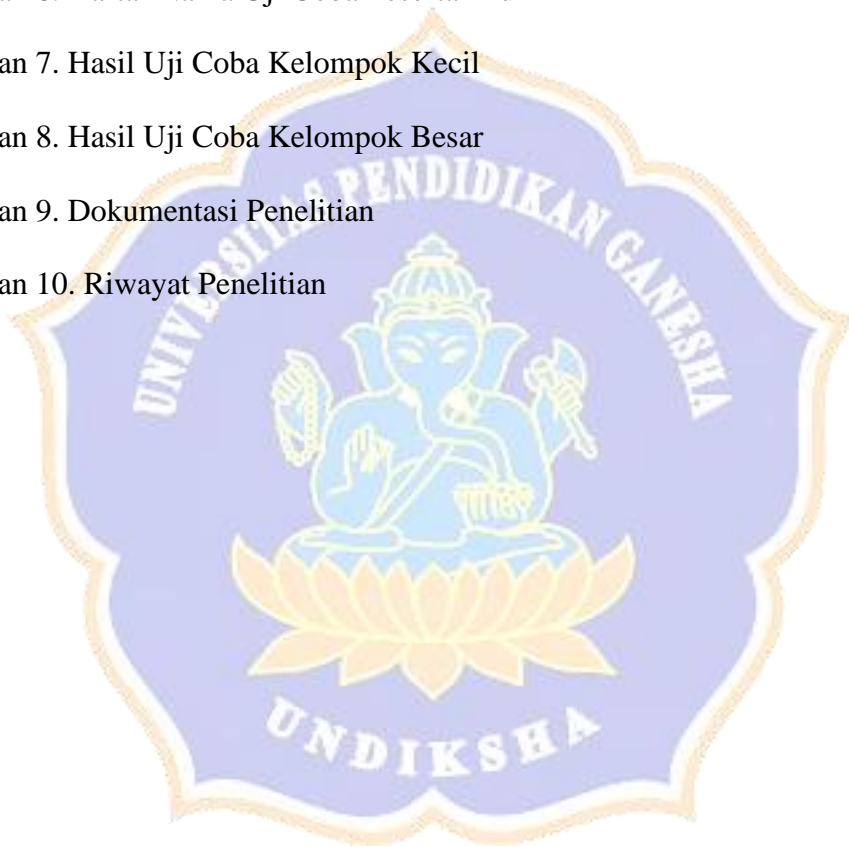 an 7. Hasil Uji Coba Kelompok Kecil
an 8. Hasil Uji Coba Kelompok Besar
an 9. Dokumentasi Penelitian
an 10. Riwayat Penelitian
UNIVERSITAS PENDIDIKAN GANESHA
UNDIKSHA